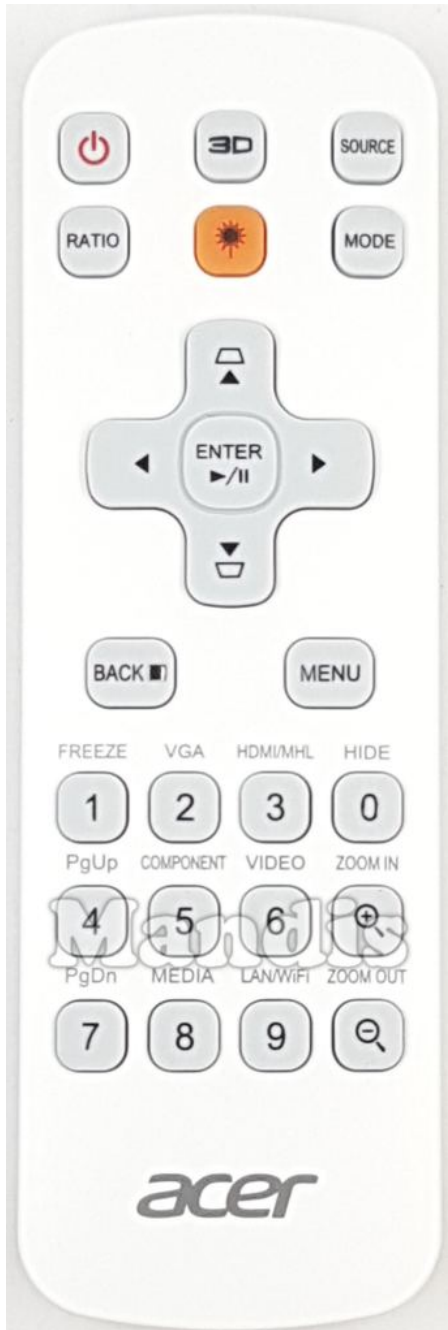 3D SOURCE
RATIO MODE
ENTER
BACK MENU
FREEZE VGA HDMI/MHL HIDE
1 2 3 0
PgUp COMPONENT VIDEO ZOOM IN
4 5 6
Mandis
PgDn MEDIA LAN/WiFi ZOOM OUT
7 8 9
acer